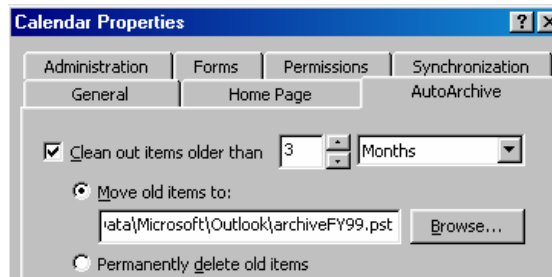 Calendar Properties
Administration Forms Permissions Synchronization
General Home Page AutoArchive
Clean out items older than 3 Months
Move old items to:
ata\Microsoft\Outlook\archiveFY99.pst Browse...
Permanently delete old items